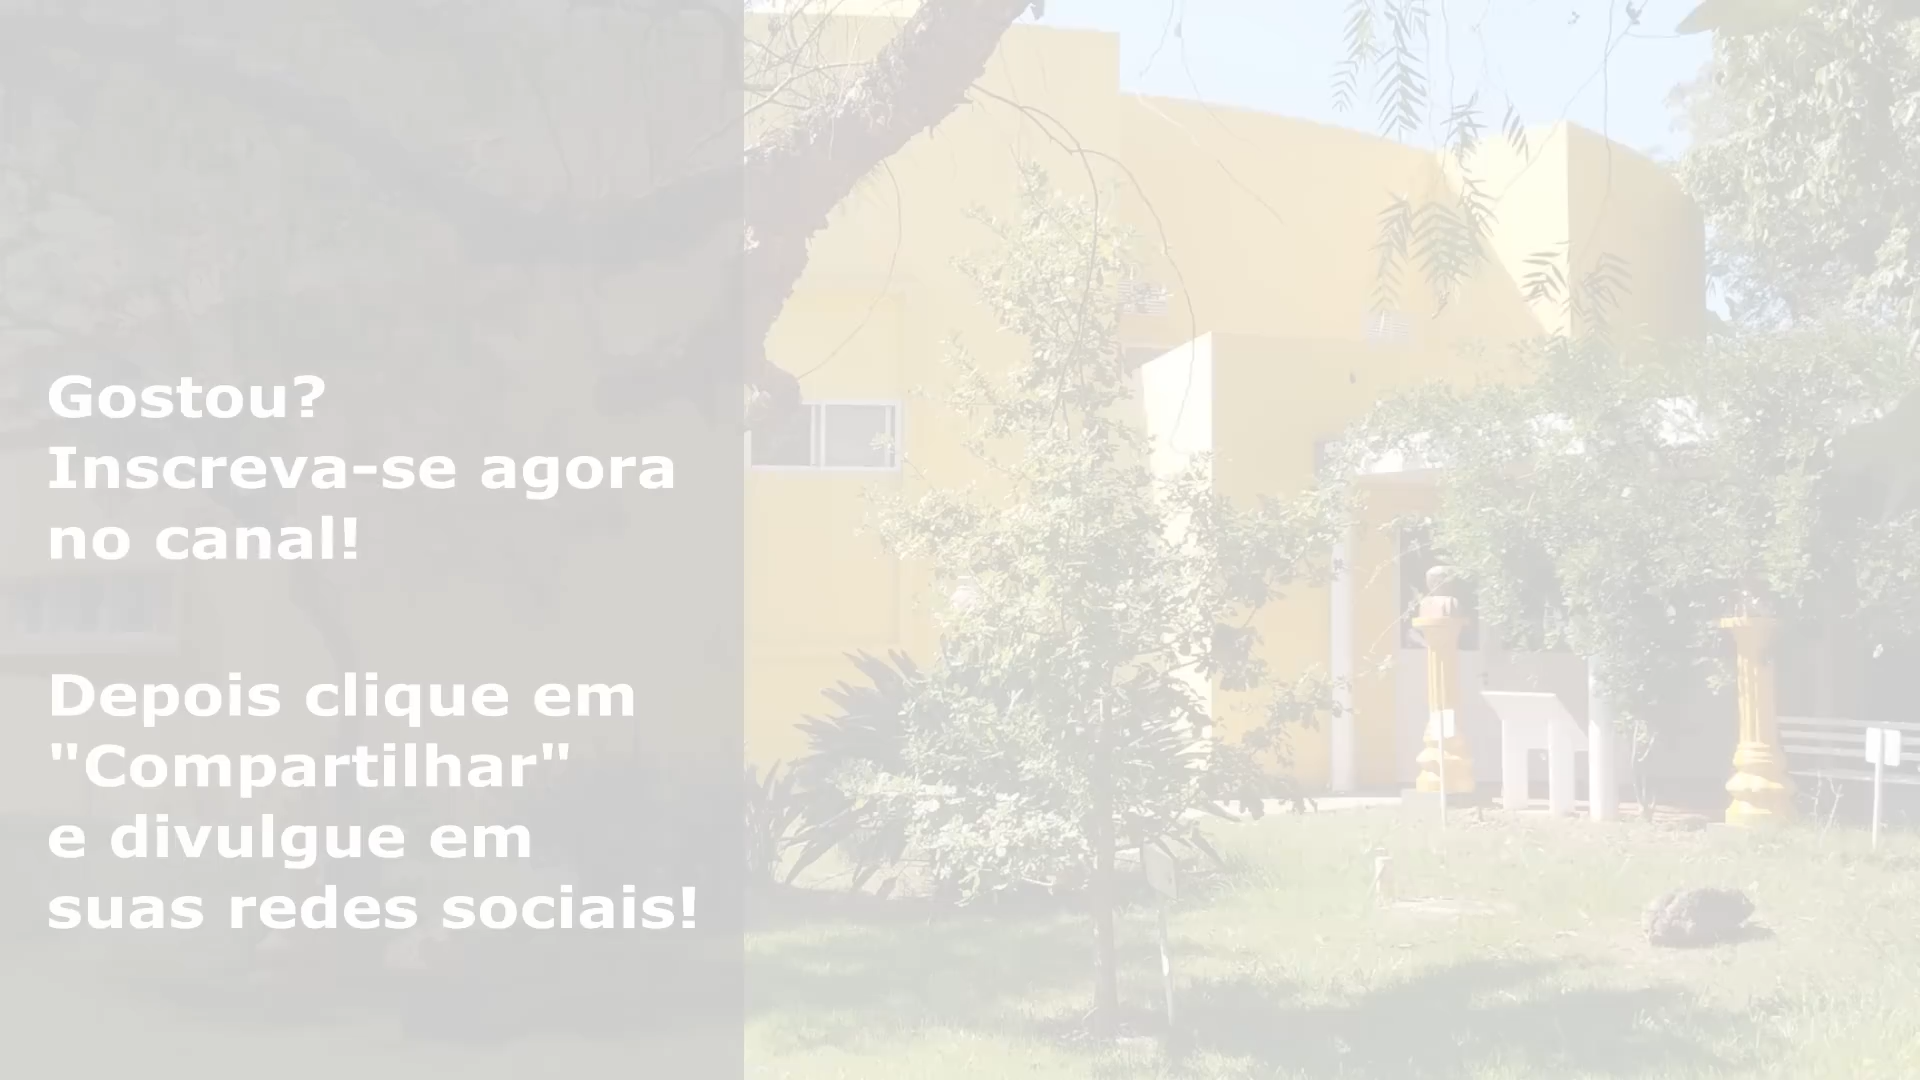 Gostou?
Inscreva-se agora
no canal!
Depois clique em
"Compartilhar"
e divulgue em
suas redes sociais!